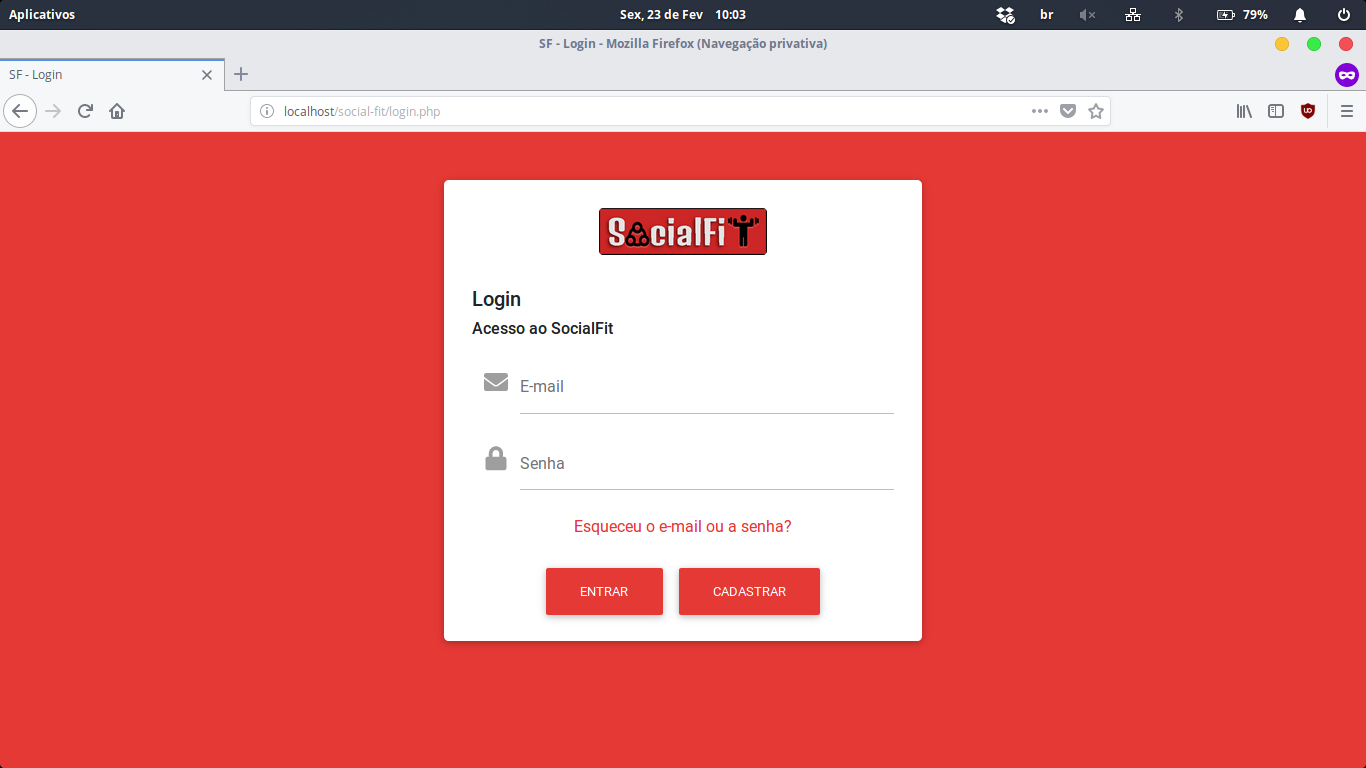 Aplicativos Sex, 23 de Fev 10:03 br 79%
SF - Login - Mozilla Firefox (Navegação privativa)
SF - Login
localhost/social-fit/login.php
SocialFiT
Login
Acesso ao SocialFit
E-mail
Senha
Esqueceu o e-mail ou a senha?
ENTRAR CADASTRAR